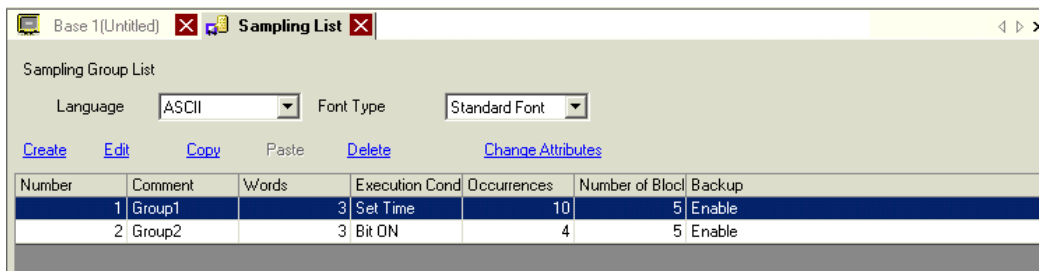 Base 1(Untitled) Sampling List
Sampling Group List
Language ASCII Font Type Standard Font
Create Edit Copy Paste Delete Change Attributes
Number Comment Words Execution Cond Occurrences Number of Blocl Backup
1 Group1 3 Set Time 10 5 Enable
2 Group2 3 Bit ON 4 5 Enable